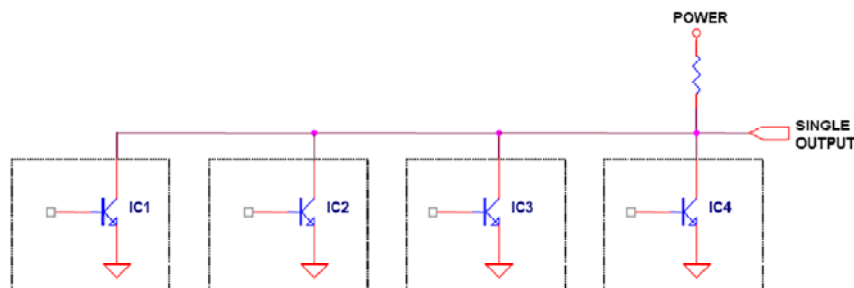 POWER
SINGLE
OUTPUT
IC1
IC2
IC3
IC4